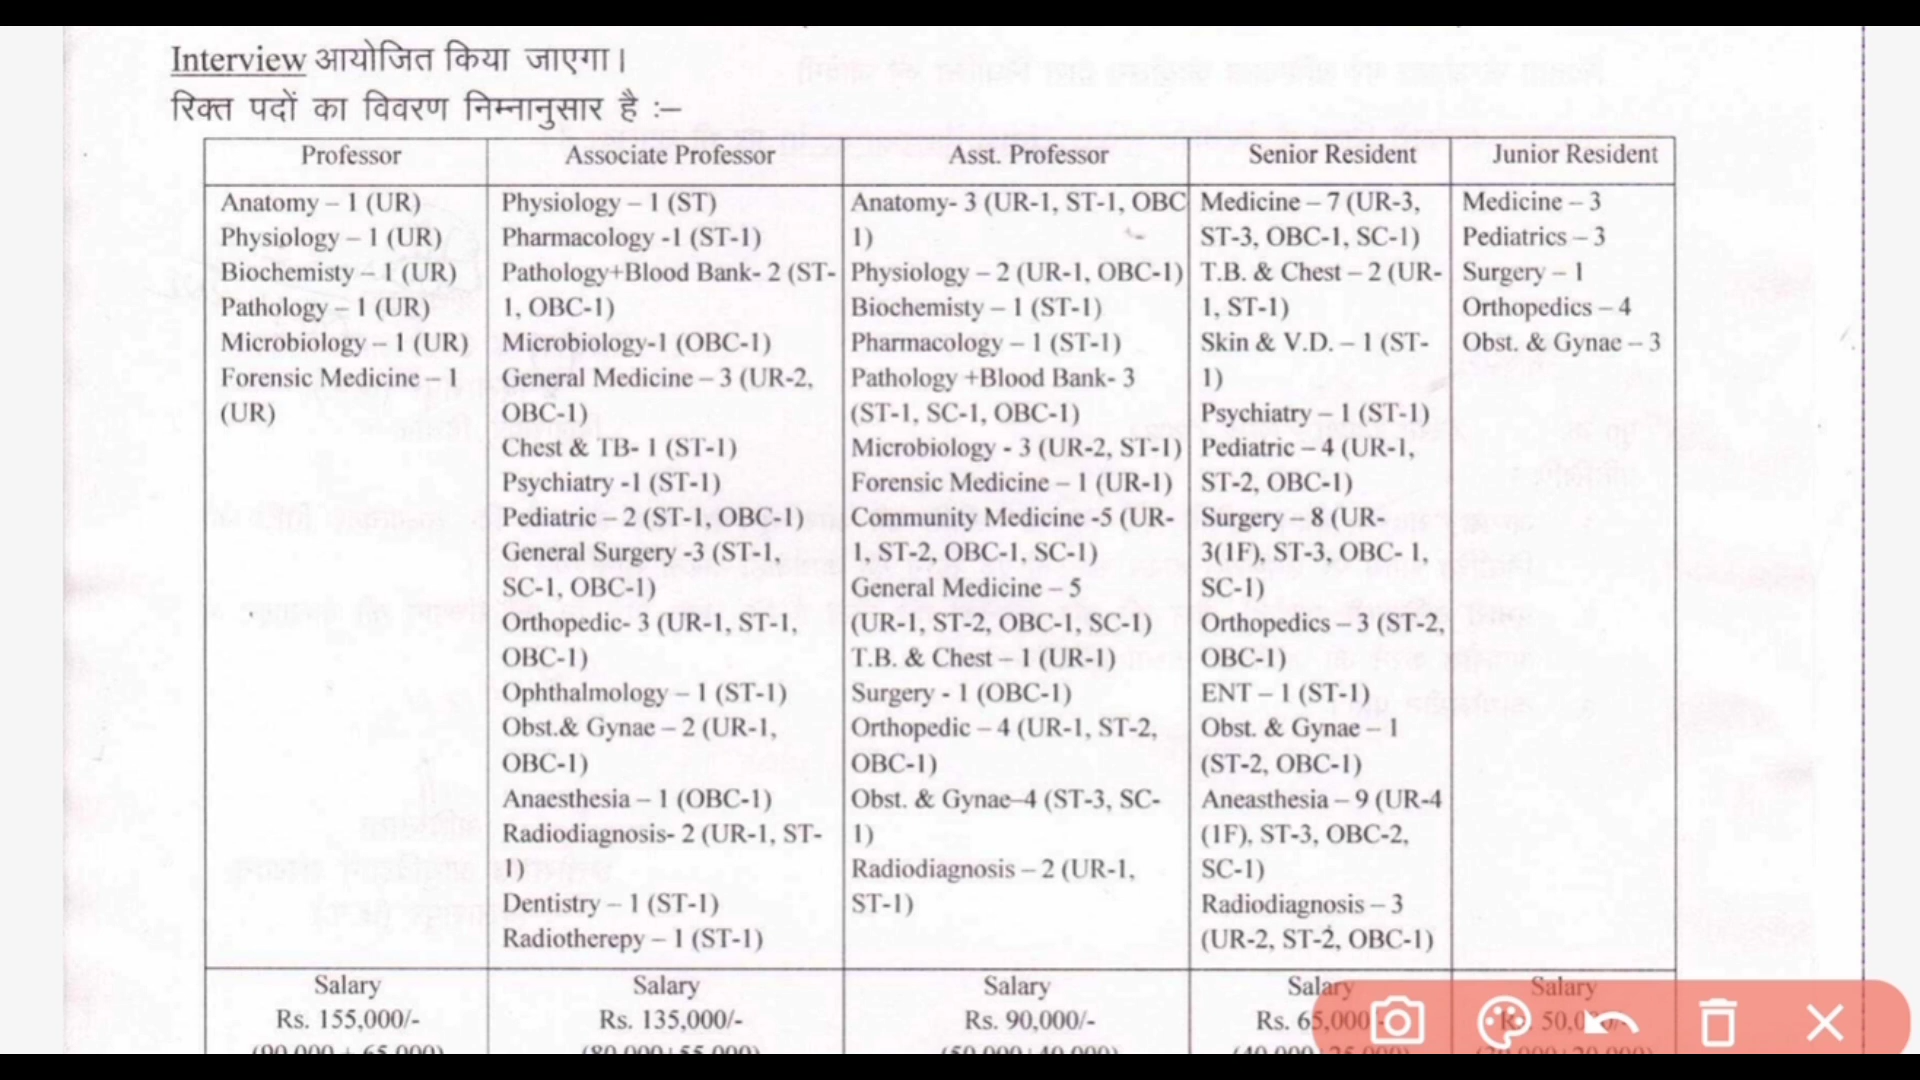 Interview आयोजित किया जाएगा।
रिक्त पदों का विवरण निम्नानुसार है :–
Professor
Anatomy – 1 (UR)
Physiology – 1 (UR)
Biochemisty – 1 (UR)
Pathology – 1 (UR)
Microbiology – 1 (UR)
Forensic Medicine – 1
(UR)
Salary
Rs. 155,000/-
(90,000 + 65,000)
Associate Professor
Physiology – 1 (ST)
Pharmacology -1 (ST-1)
Pathology+Blood Bank- 2 (ST-
1, OBC-1)
Microbiology-1 (OBC-1)
General Medicine – 3 (UR-2,
OBC-1)
Chest & TB- 1 (ST-1)
Psychiatry -1 (ST-1)
Pediatric - 2 (ST-1, OBC-1)
General Surgery -3 (ST-1,
SC-1, OBC-1)
Orthopedic- 3 (UR-1, ST-1,
OBC-1)
Ophthalmology – 1 (ST-1)
Obst.& Gynae – 2 (UR-1,
OBC-1)
Anaesthesia – 1 (OBC-1)
Radiodiagnosis- 2 (UR-1, ST-
1)
Dentistry – 1 (ST-1)
Radiotherepy – 1 (ST-1)
Salary
Rs. 135,000/-
(80,000+55,000)
Asst. Professor
Anatomy- 3 (UR-1, ST-1, OBC
1)
Physiology – 2 (UR-1, OBC-1)
Biochemisty – 1 (ST-1)
Pharmacology – 1 (ST-1)
Pathology +Blood Bank- 3
(ST-1, SC-1, OBC-1)
Microbiology - 3 (UR-2, ST-1)
Forensic Medicine – 1 (UR-1)
Community Medicine -5 (UR-
1, ST-2, OBC-1, SC-1)
General Medicine – 5
(UR-1, ST-2, OBC-1, SC-1)
T.B. & Chest – 1 (UR-1)
Surgery - 1 (OBC-1)
Orthopedic – 4 (UR-1, ST-2,
OBC-1)
Obst. & Gynae–4 (ST-3, SC-
1)
Radiodiagnosis – 2 (UR-1,
ST-1)
Salary
Rs. 90,000/-
(50,000+40,000)
Senior Resident
Medicine – 7 (UR-3,
ST-3, OBC-1, SC-1)
T.B. & Chest – 2 (UR-
1, ST-1)
Skin & V.D. – 1 (ST-
1)
Psychiatry – 1 (ST-1)
Pediatric – 4 (UR-1,
ST-2, OBC-1)
Surgery – 8 (UR-
3(1F), ST-3, OBC- 1,
SC-1)
Orthopedics – 3 (ST-2,
OBC-1)
ENT – 1 (ST-1)
Obst. & Gynae – 1
(ST-2, OBC-1)
Aneasthesia – 9 (UR-4
(1F), ST-3, OBC-2,
SC-1)
Radiodiagnosis – 3
(UR-2, ST-2, OBC-1)
Salary
Rs. 65,000/-
Junior Resident
Medicine – 3
Pediatrics – 3
Surgery – 1
Orthopedics – 4
Obst. & Gynae – 3
Salary